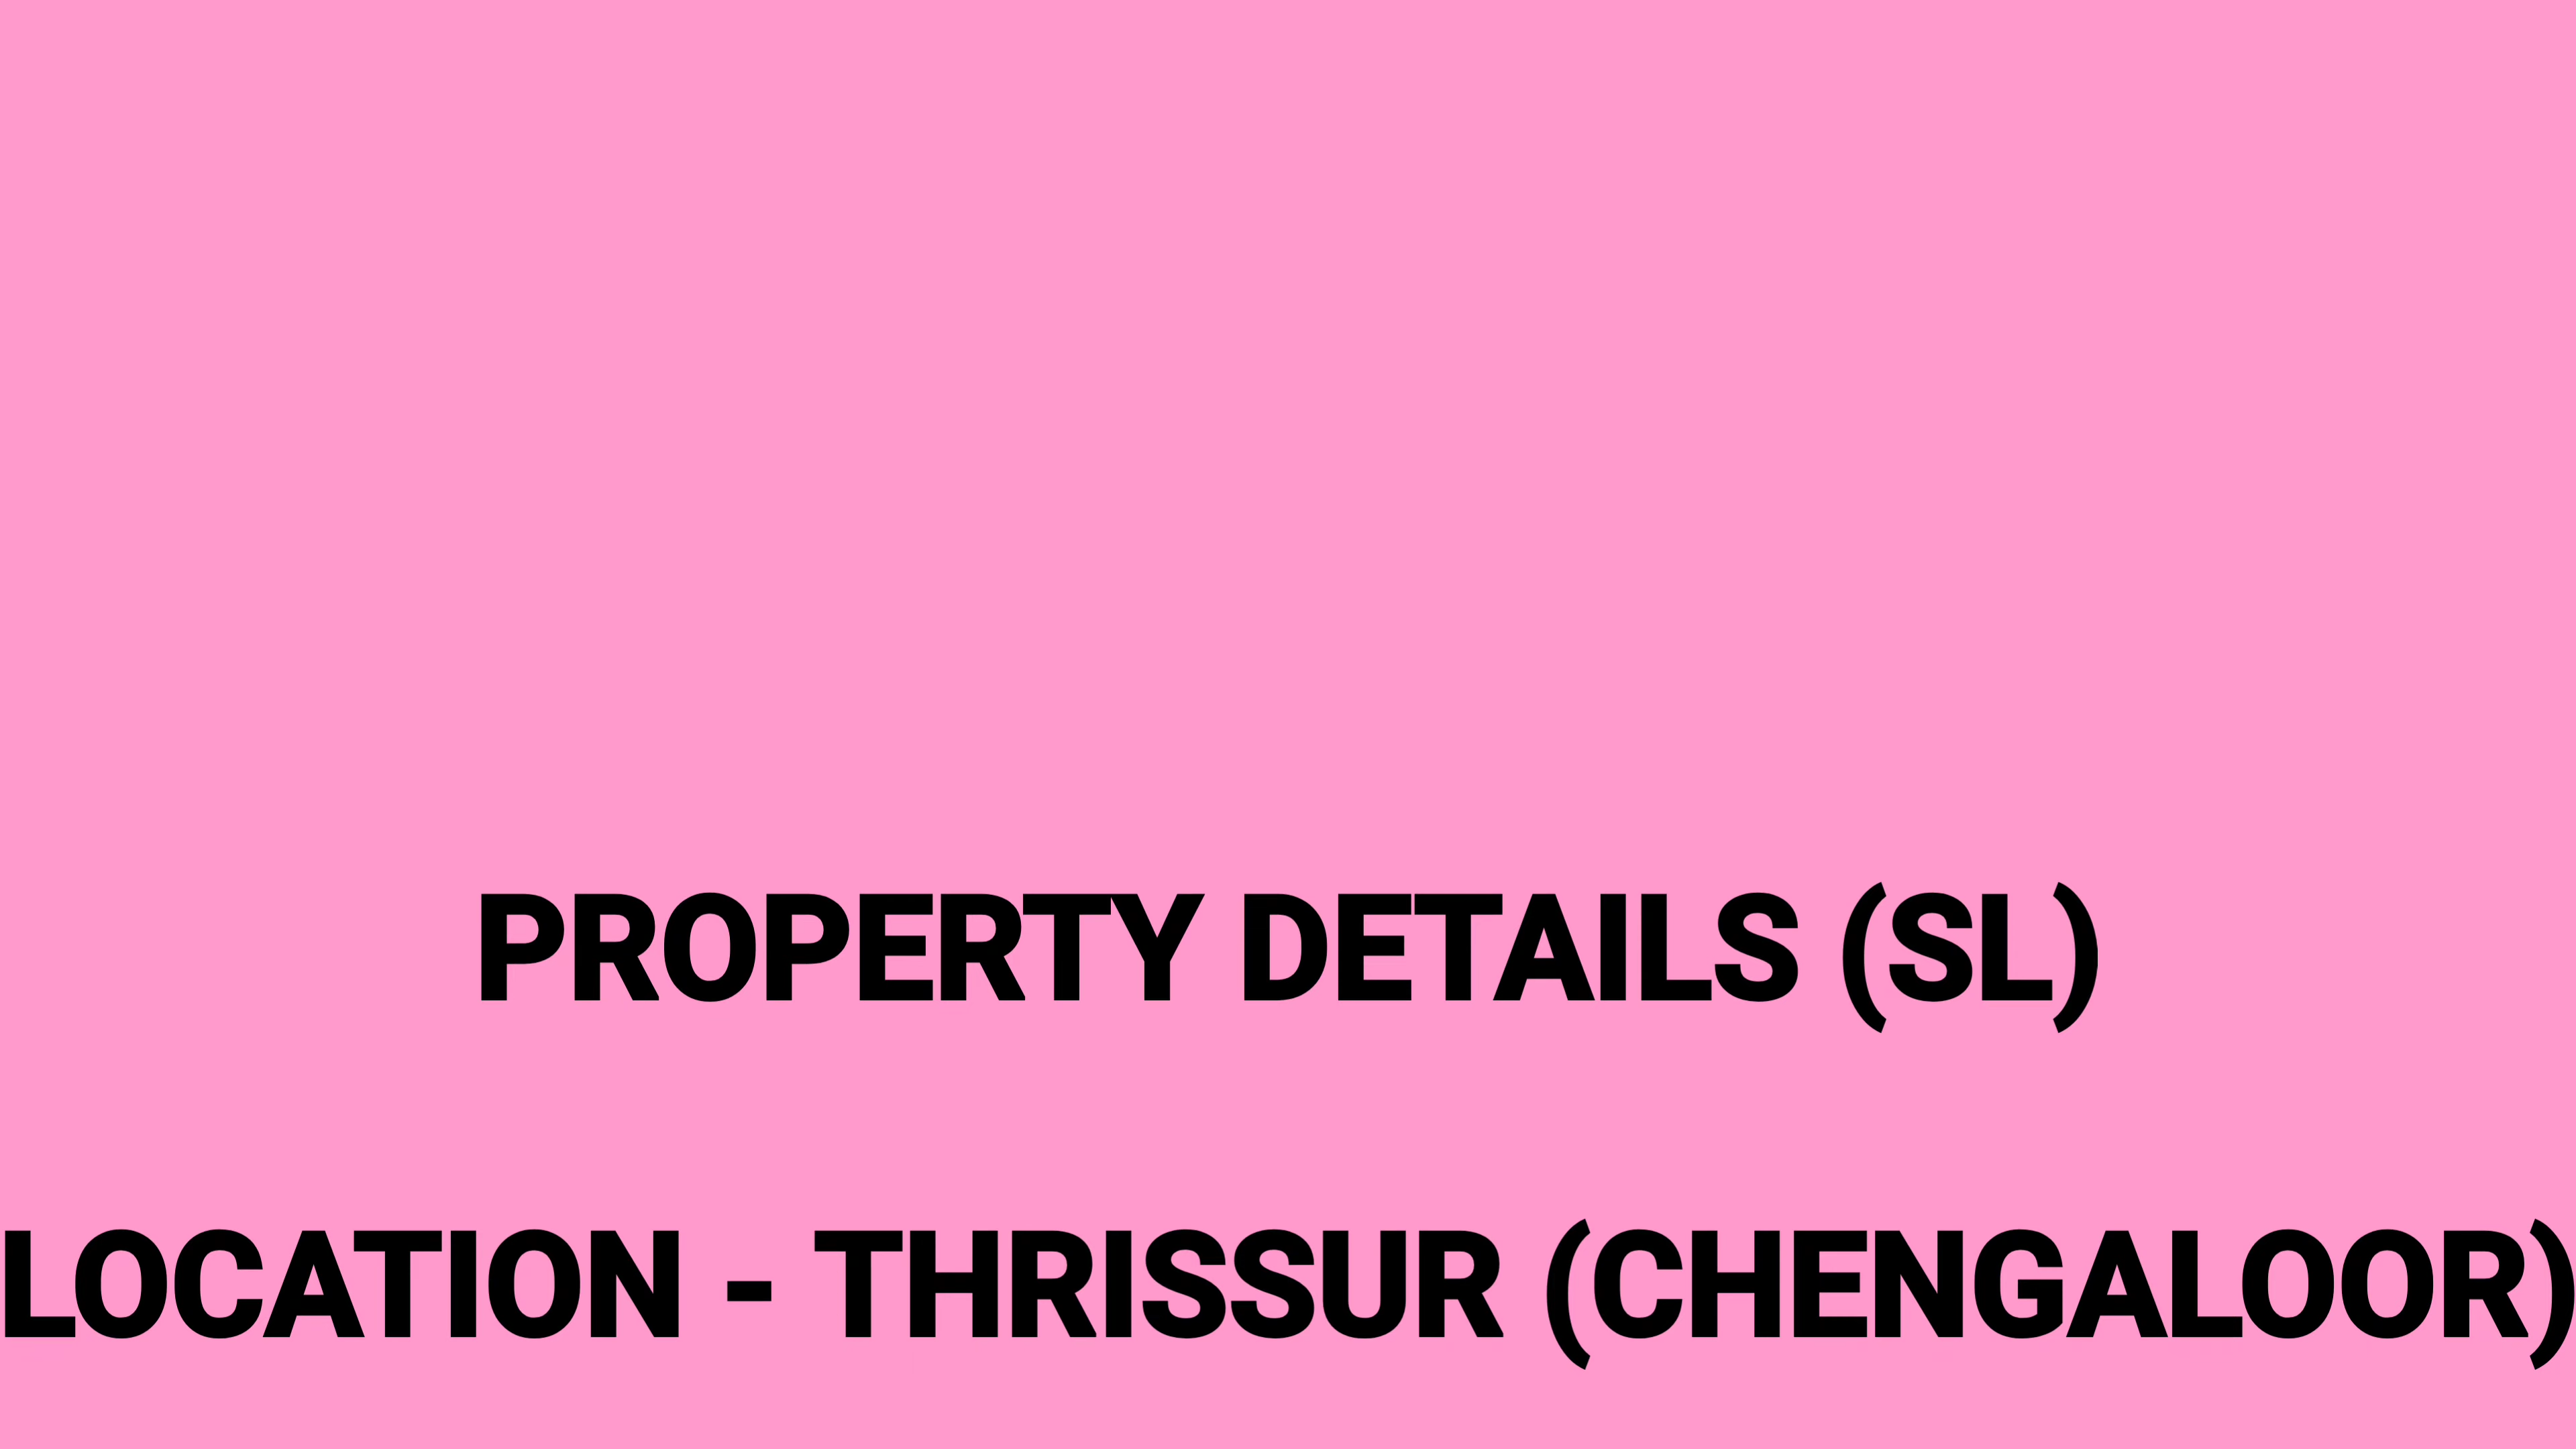 PROPERTY DETAILS (SL)
LOCATION - THRISSUR (CHENGALOOR)